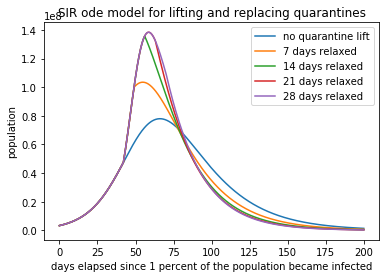 SIR ode model for lifting and replacing quarantines
1e8
1.4
1.2
1.0
0.8
0.6
0.4
0.2
0.0
population
no quarantine lift
7 days relaxed
14 days relaxed
21 days relaxed
28 days relaxed
0 25 50 75 100 125 150 175 200
days elapsed since 1 percent of the population became infected